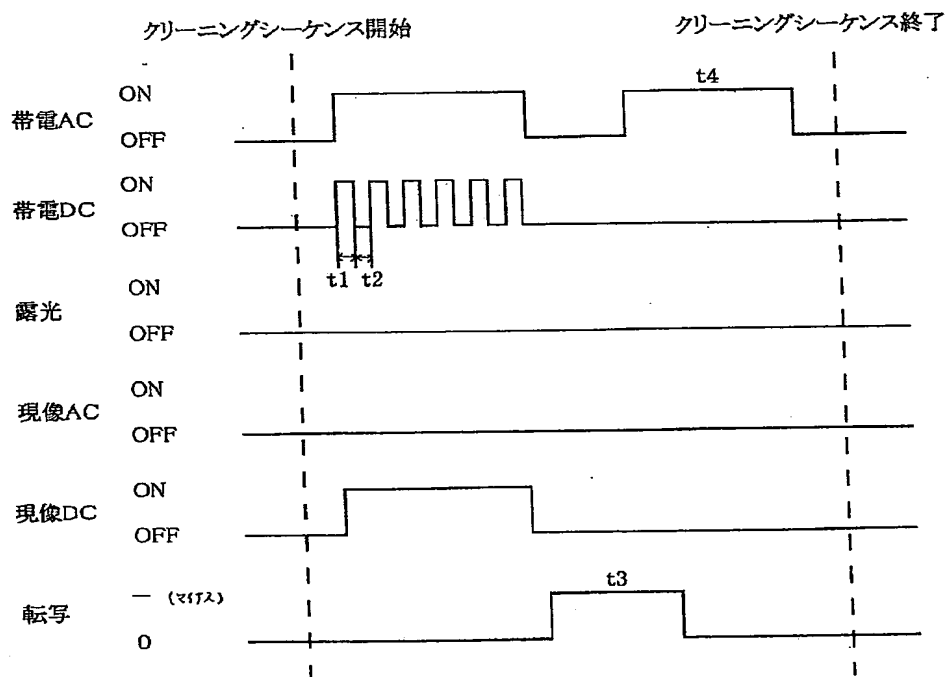 クリーニングシーケンス開始
クリーニングシーケンス終了
帯電AC
ON
OFF
t4
帯電DC
ON
OFF
t1
t2
露光
ON
OFF
現像AC
ON
OFF
現像DC
ON
OFF
転写
― (マイナス)
0
t3